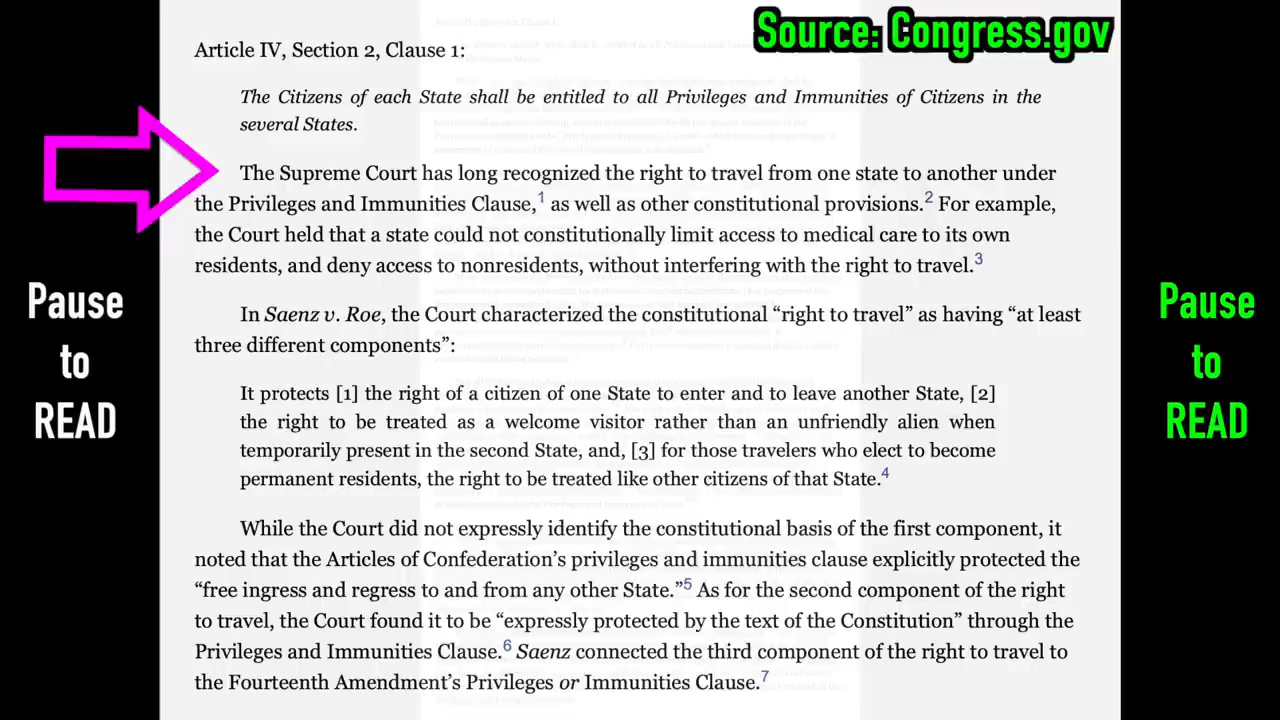 Source: Congress.gov
Article IV, Section 2, Clause 1:
The Citizens of each State shall be entitled to all Privileges and Immunities of Citizens in the
several States.
The Supreme Court has long recognized the right to travel from one state to another under
the Privileges and Immunities Clause,1 as well as other constitutional provisions.2 For example,
the Court held that a state could not constitutionally limit access to medical care to its own
residents, and deny access to nonresidents, without interfering with the right to travel.3
In Saenz v. Roe, the Court characterized the constitutional “right to travel” as having “at least
three different components”:
It protects [1] the right of a citizen of one State to enter and to leave another State, [2]
the right to be treated as a welcome visitor rather than an unfriendly alien when
temporarily present in the second State, and, [3] for those travelers who elect to become
permanent residents, the right to be treated like other citizens of that State.4
While the Court did not expressly identify the constitutional basis of the first component, it
noted that the Articles of Confederation’s privileges and immunities clause explicitly protected the
“free ingress and regress to and from any other State.”5 As for the second component of the right
to travel, the Court found it to be “expressly protected by the text of the Constitution” through the
Privileges and Immunities Clause.6 Saenz connected the third component of the right to travel to
the Fourteenth Amendment’s Privileges or Immunities Clause.7
Pause
to
READ
Pause
to
READ